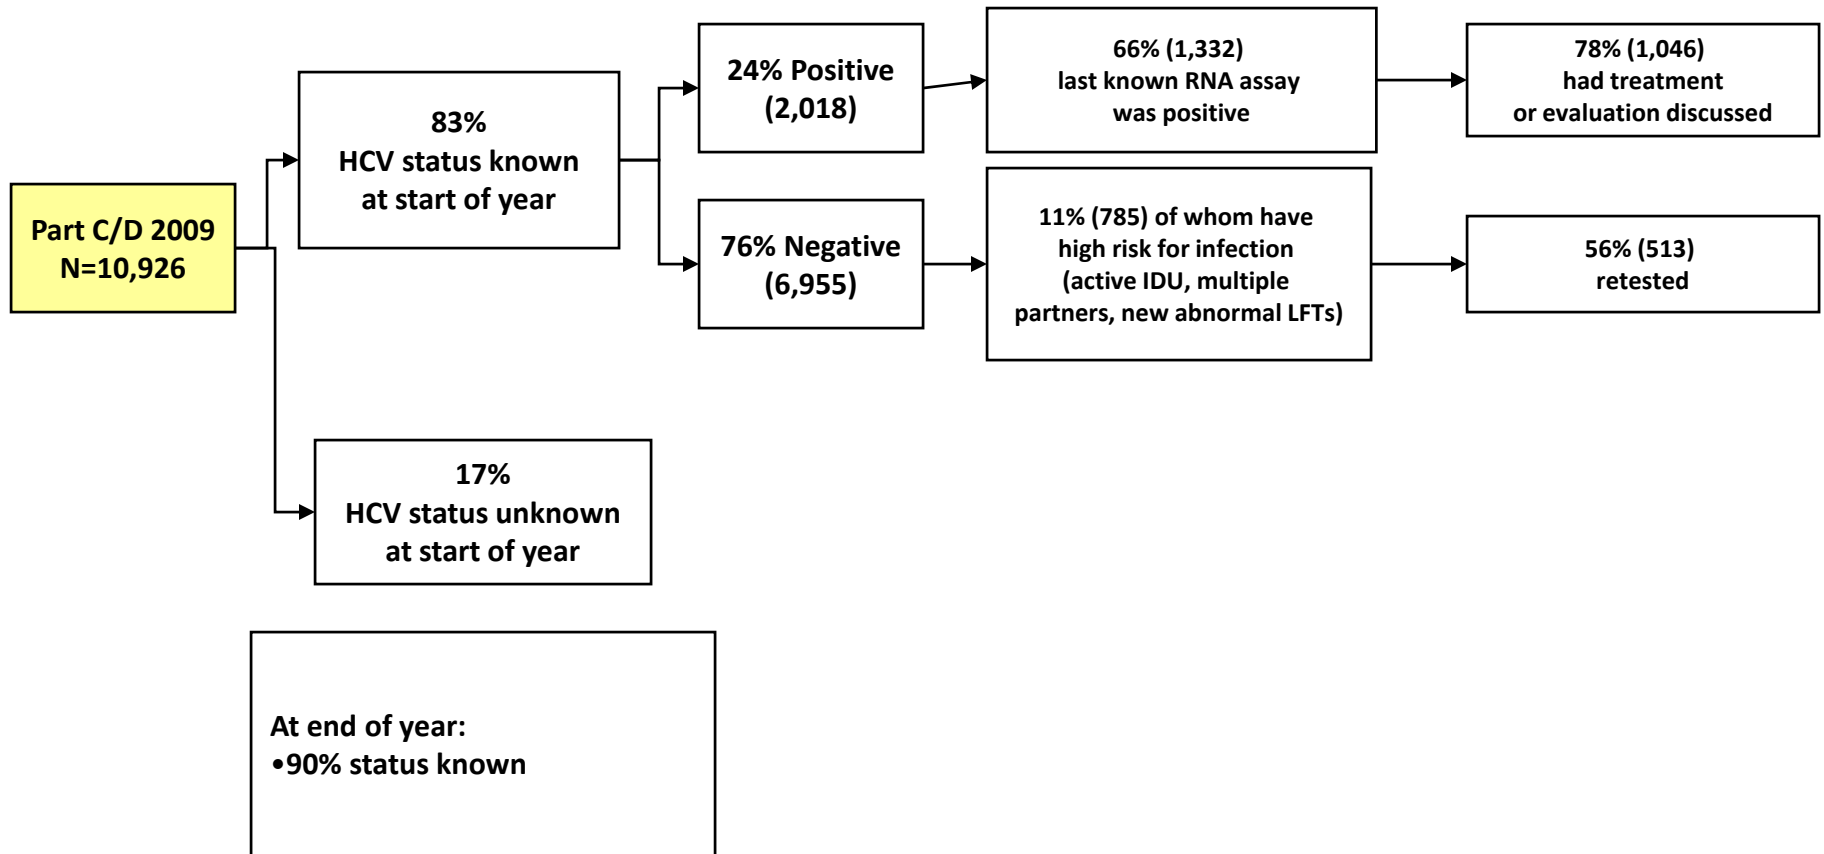 Part C/D 2009
N=10,926
83%
HCV status known
at start of year
24% Positive
(2,018)
66% (1,332)
last known RNA assay
was positive
78% (1,046)
had treatment
or evaluation discussed
76% Negative
(6,955)
11% (785) of whom have
high risk for infection
(active IDU, multiple
partners, new abnormal LFTs)
56% (513)
retested
17%
HCV status unknown
at start of year
At end of year:
•90% status known